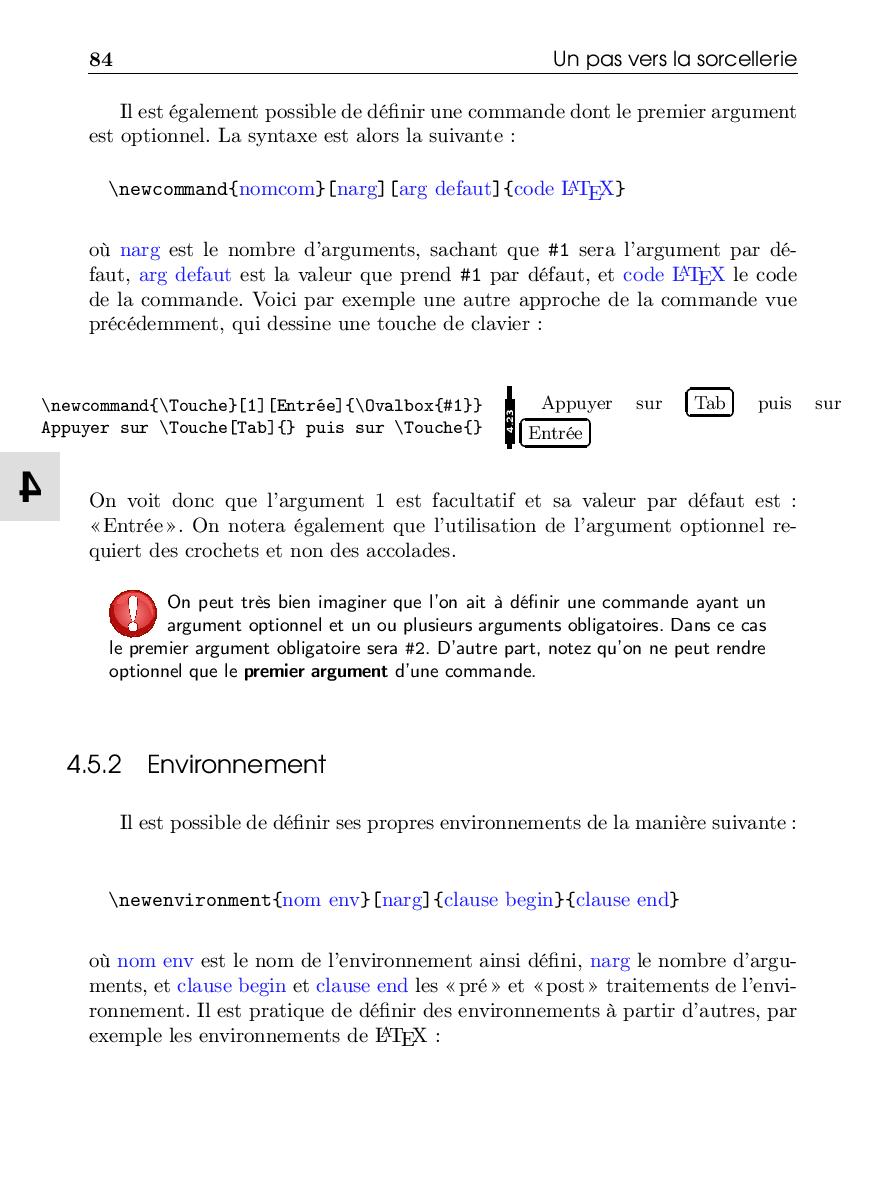 84 Un pas vers la sorcellerie
Il est également possible de définir une commande dont le premier argument
est optionnel. La syntaxe est alors la suivante :
\newcommand{nomcom}[narg][arg defaut]{code LATEX}
où narg est le nombre d'arguments, sachant que #1 sera l'argument par dé-
faut, arg defaut est la valeur que prend #1 par défaut, et code LATEX le code
de la commande. Voici par exemple une autre approche de la commande vue
précédemment, qui dessine une touche de clavier :
\newcommand{\Touche}[1][Entrée]{\Ovalbox{#1}}
Appuyer sur \Touche[Tab]{} puis sur \Touche{}
4.23
Appuyer sur Tab puis sur
Entrée
4
On voit donc que l'argument 1 est facultatif et sa valeur par défaut est :
«Entrée». On notera également que l'utilisation de l'argument optionnel re-
quiert des crochets et non des accolades.
On peut très bien imaginer que l'on ait à définir une commande ayant un
argument optionnel et un ou plusieurs arguments obligatoires. Dans ce cas
le premier argument obligatoire sera #2. D'autre part, notez qu'on ne peut rendre
optionnel que le premier argument d'une commande.
4.5.2 Environnement
Il est possible de définir ses propres environnements de la manière suivante :
\newenvironment{nom env}[narg]{clause begin}{clause end}
où nom env est le nom de l'environnement ainsi défini, narg le nombre d'argu-
ments, et clause begin et clause end les «pré» et «post» traitements de l'envi-
ronnement. Il est pratique de définir des environnements à partir d'autres, par
exemple les environnements de LATEX :